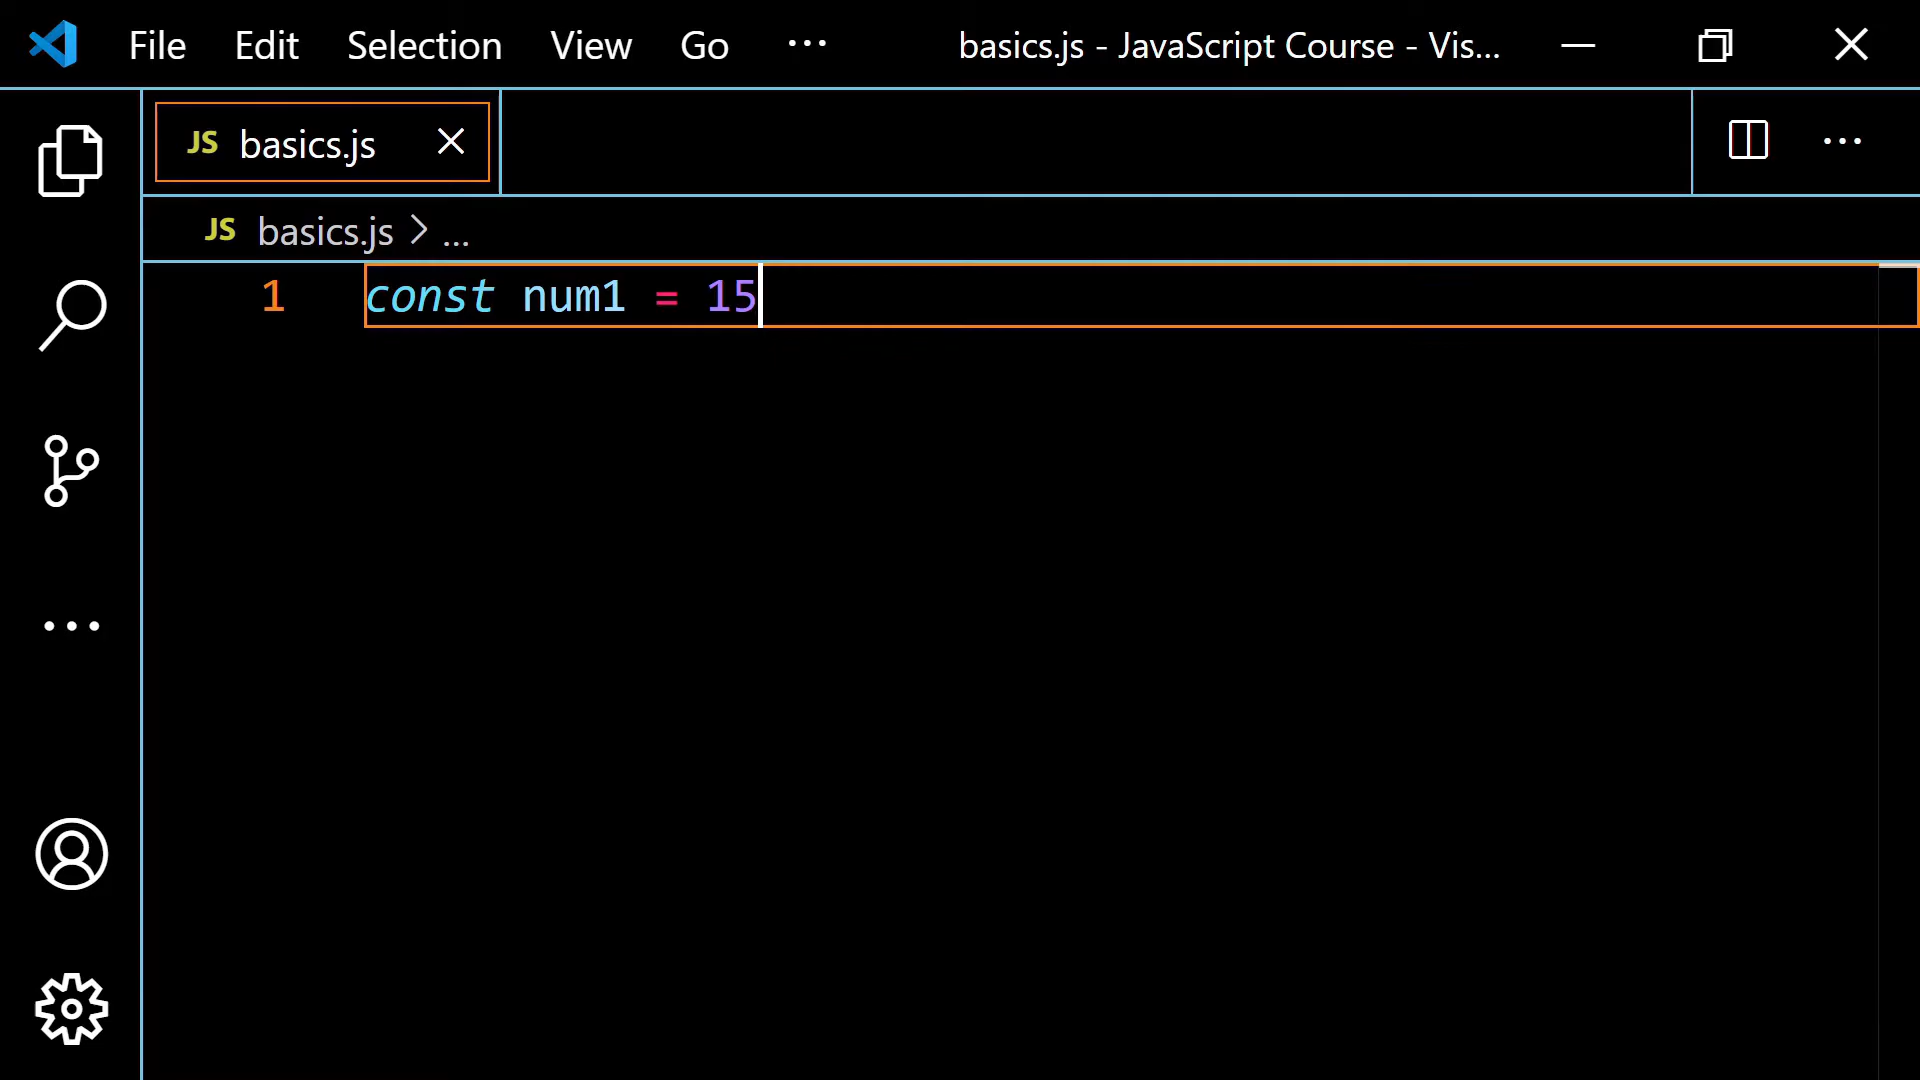 File Edit Selection View Go ... basics.js - JavaScript Course - Vis...
JS basics.js
JS basics.js > ...
1 const num1 = 15